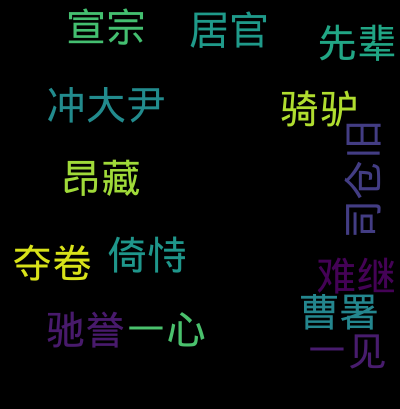 宣宗
居官
先辈
冲大尹
骑驴
司仓旧
昂藏
夺卷
倚恃
难继
曹署
驰誉
一心
一见